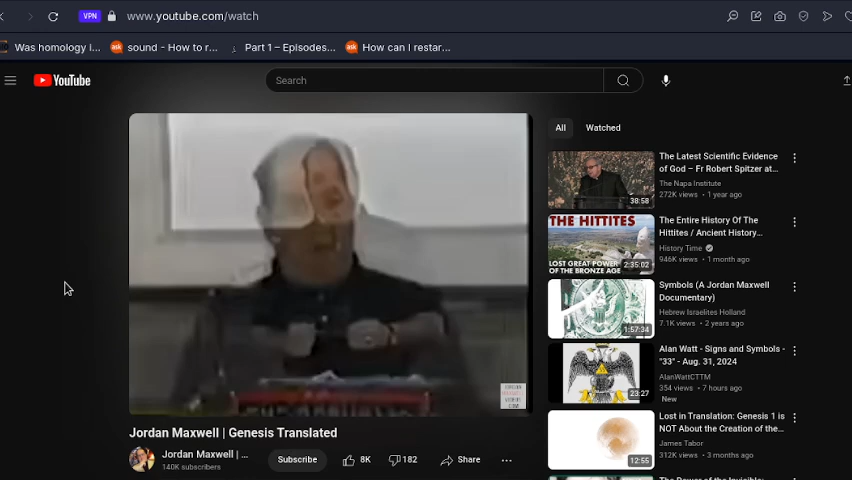 VPN
www.youtube.com/watch
Was homology I...
sound - How to r...
Part 1 – Episodes...
How can I restar...
YouTube
Search
All
Watched
The Latest Scientific Evidence
of God – Fr Robert Spitzer at...
The Napa Institute
272K views • 1 year ago
38:58
THE HITTITES
LOST GREAT POWER
OF THE BRONZE AGE
2:35:02
The Entire History Of The
Hittites / Ancient History...
History Time
946K views • 1 month ago
Symbols (A Jordan Maxwell
Documentary)
Hebrew Israelites Holland
7.1K views • 2 years ago
1:57:34
Alan Watt - Signs and Symbols -
"33" - Aug. 31, 2024
AlanWattCTTM
354 views • 7 hours ago
New
23:27
Lost in Translation: Genesis 1 is
NOT About the Creation of the...
James Tabor
312K views • 3 months ago
12:55
Jordan Maxwell | Genesis Translated
Jordan Maxwell | ...
140K subscribers
Subscribe
8K
182
Share